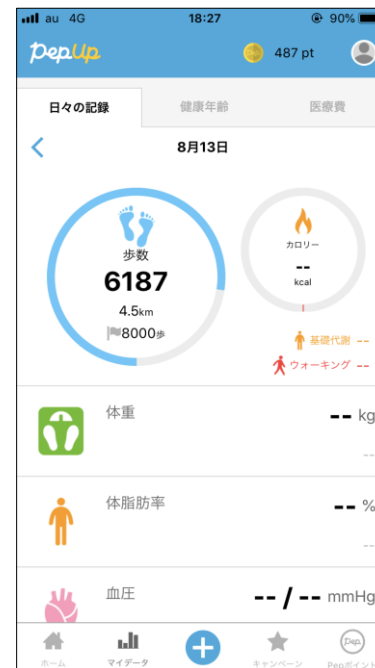 au 4G 18:27 90%
PepUp 487 pt
日々の記録 健康年齢 医療費
8月13日
歩数
6187
4.5km
8000歩
カロリー
--
kcal
基礎代謝 --
ウォーキング --
体重 -- kg
--
体脂肪率 -- %
--
血圧 -- / -- mmHg
Pep
ホーム マイデータ キャンペーン Pepポイント